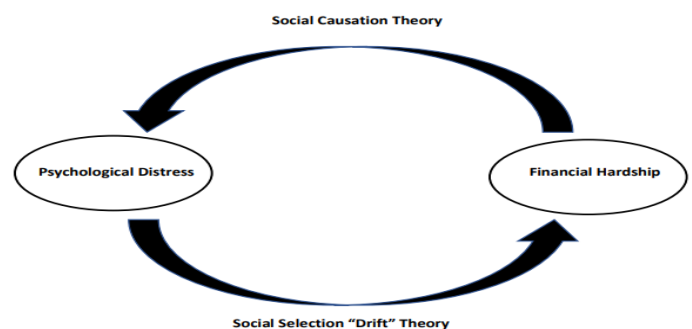 Social Causation Theory
Psychological Distress
Financial Hardship
Social Selection “Drift” Theory